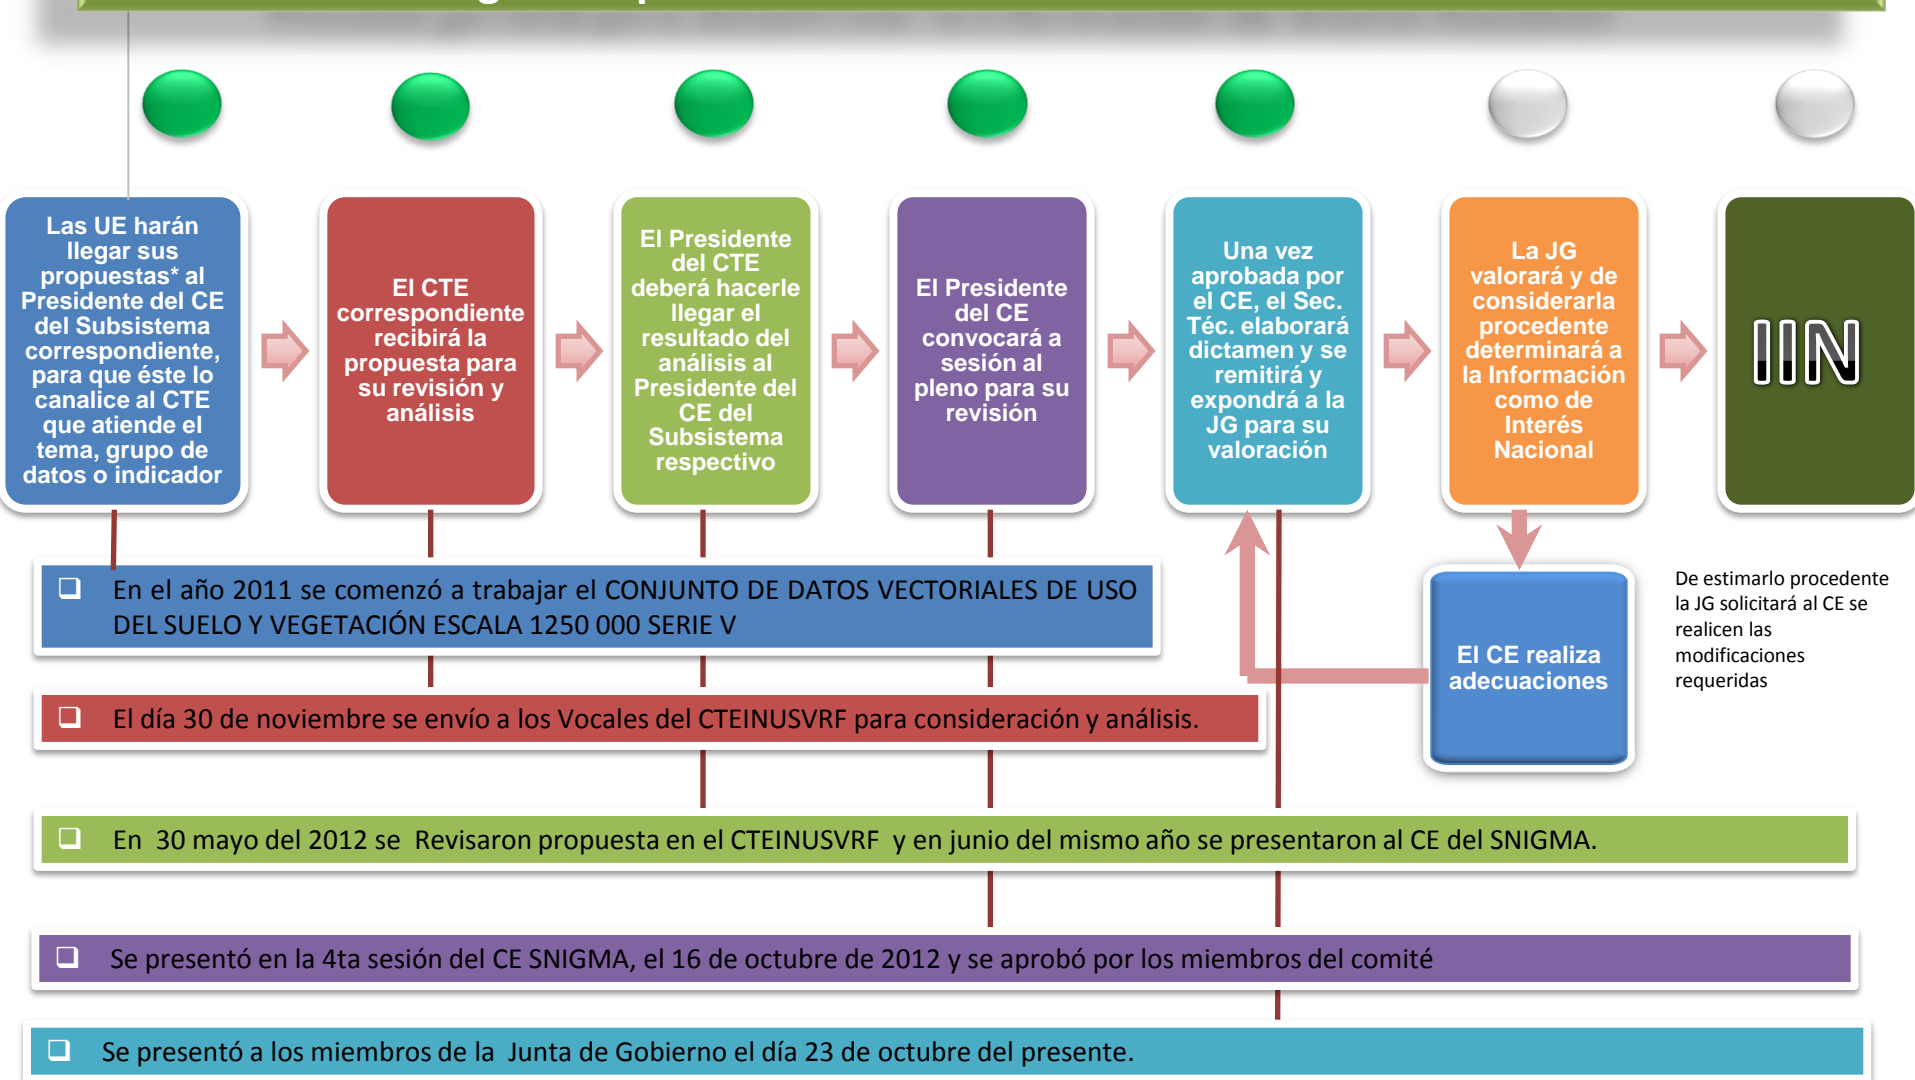 Las UE harán
llegar sus
propuestas* al
Presidente del CE
del Subsistema
correspondiente,
para que éste lo
canalice al CTE
que atiende el
tema, grupo de
datos o indicador
El CTE
correspondiente
recibirá la
propuesta para
su revisión y
análisis
El Presidente
del CTE
deberá hacerle
llegar el
resultado del
análisis al
Presidente del
CE del
Subsistema
respectivo
El Presidente
del CE
convocará a
sesión al
pleno para su
revisión
Una vez
aprobada por
el CE, el Sec.
Téc. elaborará
dictamen y se
remitirá y
expondrá a la
JG para su
valoración
La JG
valorará y de
considerarla
procedente
determinará a
la Información
como de
Interés
Nacional
IIN
En el año 2011 se comenzó a trabajar el CONJUNTO DE DATOS VECTORIALES DE USO
DEL SUELO Y VEGETACIÓN ESCALA 1250 000 SERIE V
El CE realiza
adecuaciones
De estimarlo procedente
la JG solicitará al CE se
realicen las
modificaciones
requeridas
El día 30 de noviembre se envío a los Vocales del CTEINUSVRF para consideración y análisis.
En 30 mayo del 2012 se Revisaron propuesta en el CTEINUSVRF y en junio del mismo año se presentaron al CE del SNIGMA.
Se presentó en la 4ta sesión del CE SNIGMA, el 16 de octubre de 2012 y se aprobó por los miembros del comité
Se presentó a los miembros de la Junta de Gobierno el día 23 de octubre del presente.